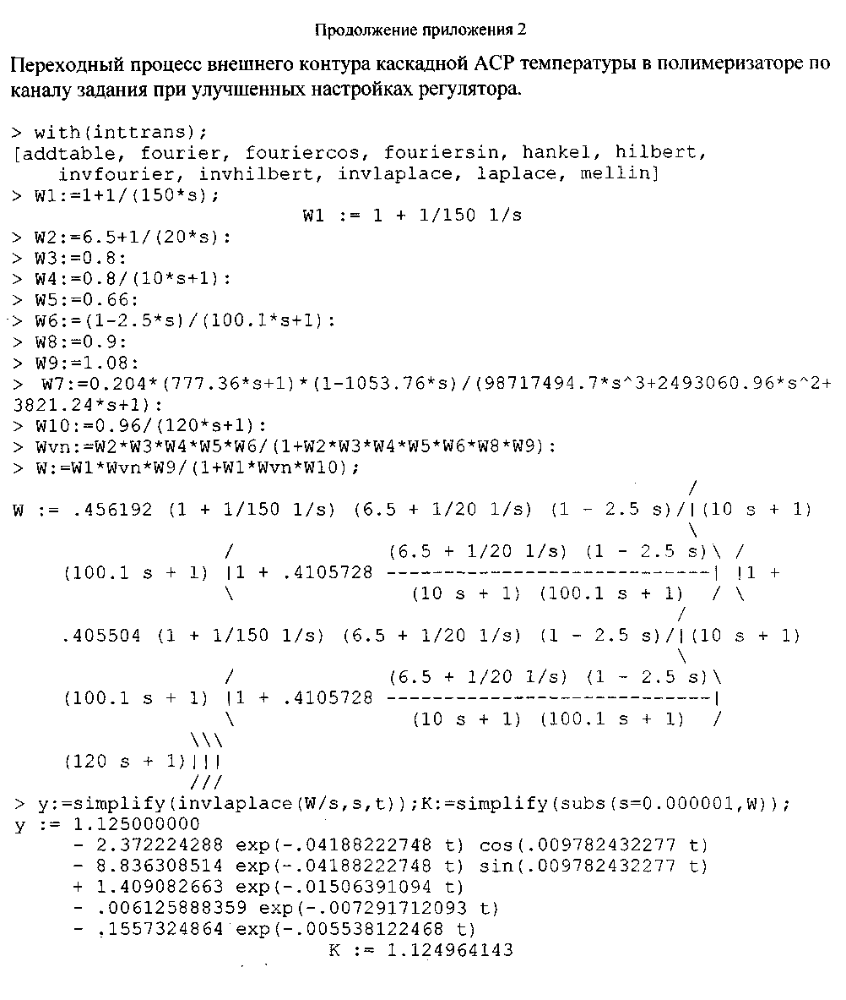 Продолжение приложения 2
Переходный процесс внешнего контура каскадной АСР температуры в полимеризаторе по
каналу задания при улучшенных настройках регулятора.
> with(inttrans);
[addtable, fourier, fouriercos, fouriersin, hankel, hilbert,
    invfourier, invhilbert, invlaplace, laplace, mellin]
> W1:=1+1/(150*s);
                         W1 := 1 + 1/150 1/s
> W2:=6.5+1/(20*s):
> W3:=0.8:
> W4:=0.8/(10*s+1):
> W5:=0.66:
> W6:=(1-2.5*s)/(100.1*s+1):
> W8:=0.9:
> W9:=1.08:
>  W7:=0.204*(777.36*s+1)*(1-1053.76*s)/(98717494.7*s^3+2493060.96*s^2+
3821.24*s+1):
> W10:=0.96/(120*s+1):
> Wvn:=W2*W3*W4*W5*W6/(1+W2*W3*W4*W5*W6*W8*W9):
> W:=W1*Wvn*W9/(1+W1*Wvn*W10);
                                                    /
W := .456192 (1 + 1/150 1/s) (6.5 + 1/20 1/s) (1 - 2.5 s)/|(10 s + 1)
                                                    \
                /            (6.5 + 1/20 1/s) (1 - 2.5 s)\ /
    (100.1 s + 1) |1 + .4105728 ----------------------------| |1 +
                \              (10 s + 1) (100.1 s + 1)  / \
                                                   /
    .405504 (1 + 1/150 1/s) (6.5 + 1/20 1/s) (1 - 2.5 s)/|(10 s + 1)
                                                   \
                /            (6.5 + 1/20 1/s) (1 - 2.5 s)\
    (100.1 s + 1) |1 + .4105728 ----------------------------|
                \              (10 s + 1) (100.1 s + 1)  /
              \\\
    (120 s + 1)|||
              ///
> y:=simplify(invlaplace(W/s,s,t));K:=simplify(subs(s=0.000001,W));
y := 1.125000000
     - 2.372224288 exp(-.04188222748 t) cos(.009782432277 t)
     - 8.836308514 exp(-.04188222748 t) sin(.009782432277 t)
     + 1.409082663 exp(-.01506391094 t)
     - .006125888359 exp(-.007291712093 t)
     - .1557324864 exp(-.005538122468 t)
                         K := 1.124964143